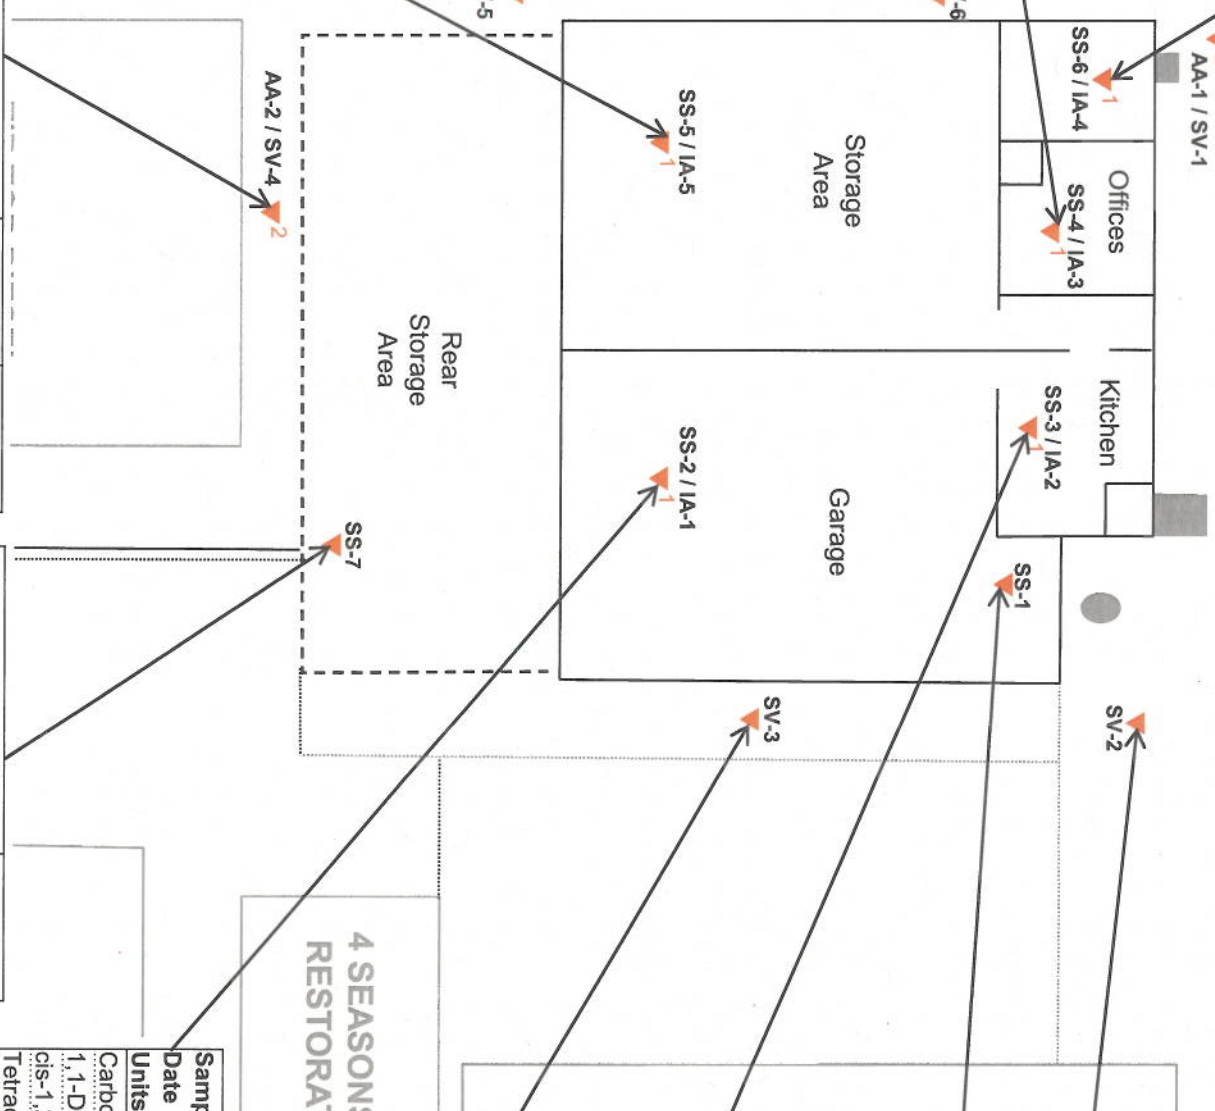 SS-6 / IA-4
1
AA-1 / SV-1
Offices
SS-4 / IA-3
1
Kitchen
SS-3 / IA-2
1
SS-1
SV-2
-6
Storage
Area
SS-5 / IA-5
1
Garage
SS-2 / IA-1
1
SV-3
-5
Rear
Storage
Area
SS-7
AA-2 / SV-4
2
4 SEASONS
RESTORAT
Samp
Date
Units
Carbo
1,1-D
cis-1,
Tetrac